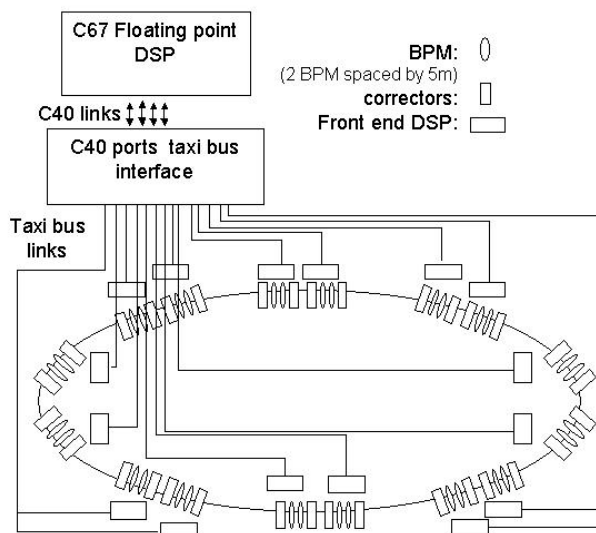 C67 Floating point
DSP
C40 links
C40 ports taxi bus
interface
Taxi bus
links
BPM:
(2 BPM spaced by 5m)
correctors:
Front end DSP: